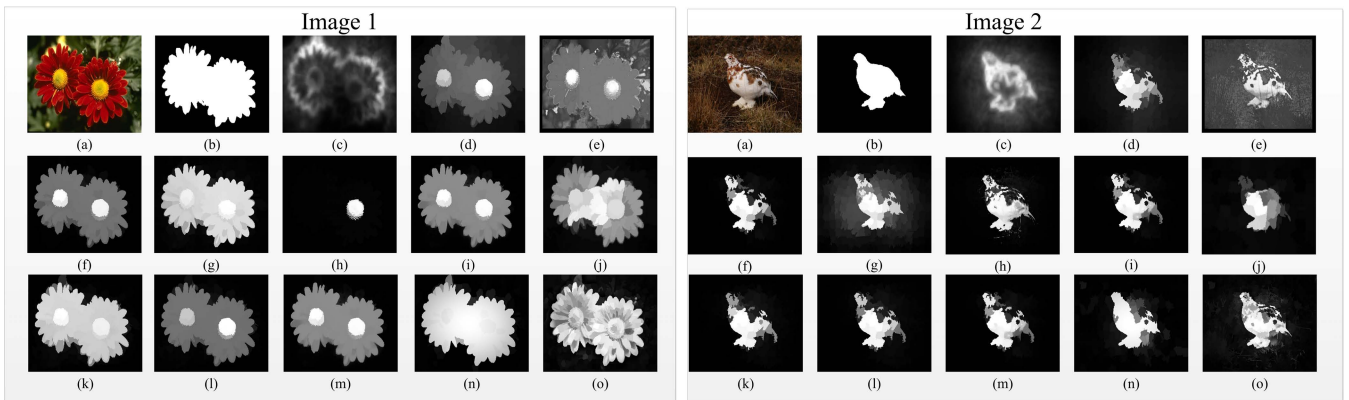 Image 1
(a) (b) (c) (d) (e)
(f) (g) (h) (i) (j)
(k) (l) (m) (n) (o)
Image 2
(a) (b) (c) (d) (e)
(f) (g) (h) (i) (j)
(k) (l) (m) (n) (o)